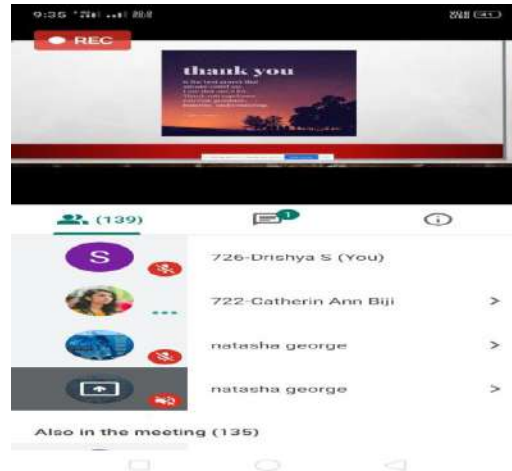 9:35
REC
thank you
(139)
1
S
726-Drishya S (You)
722-Catherin Ann Biji
natasha george
natasha george
Also in the meeting (135)